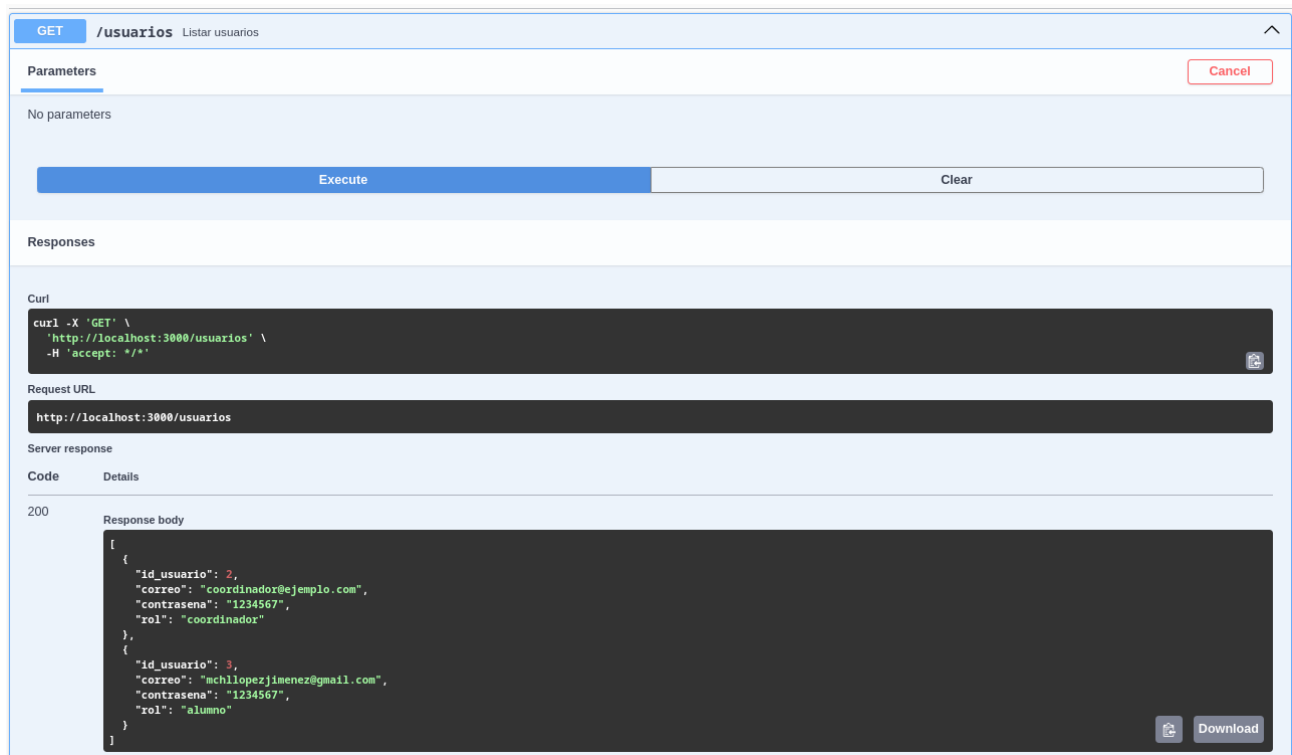 GET /usuarios Listar usuarios
Parameters
Cancel
No parameters
Execute
Clear
Responses
Curl
curl -X 'GET' \
  'http://localhost:3000/usuarios' \
  -H 'accept: */*'
Request URL
http://localhost:3000/usuarios
Server response
Code Details
200
Response body
[
  {
    "id_usuario": 2,
    "correo": "coordinador@ejemplo.com",
    "contrasena": "1234567",
    "rol": "coordinador"
  },
  {
    "id_usuario": 3,
    "correo": "mchllopezjimenez@gmail.com",
    "contrasena": "1234567",
    "rol": "alumno"
  }
]
Download